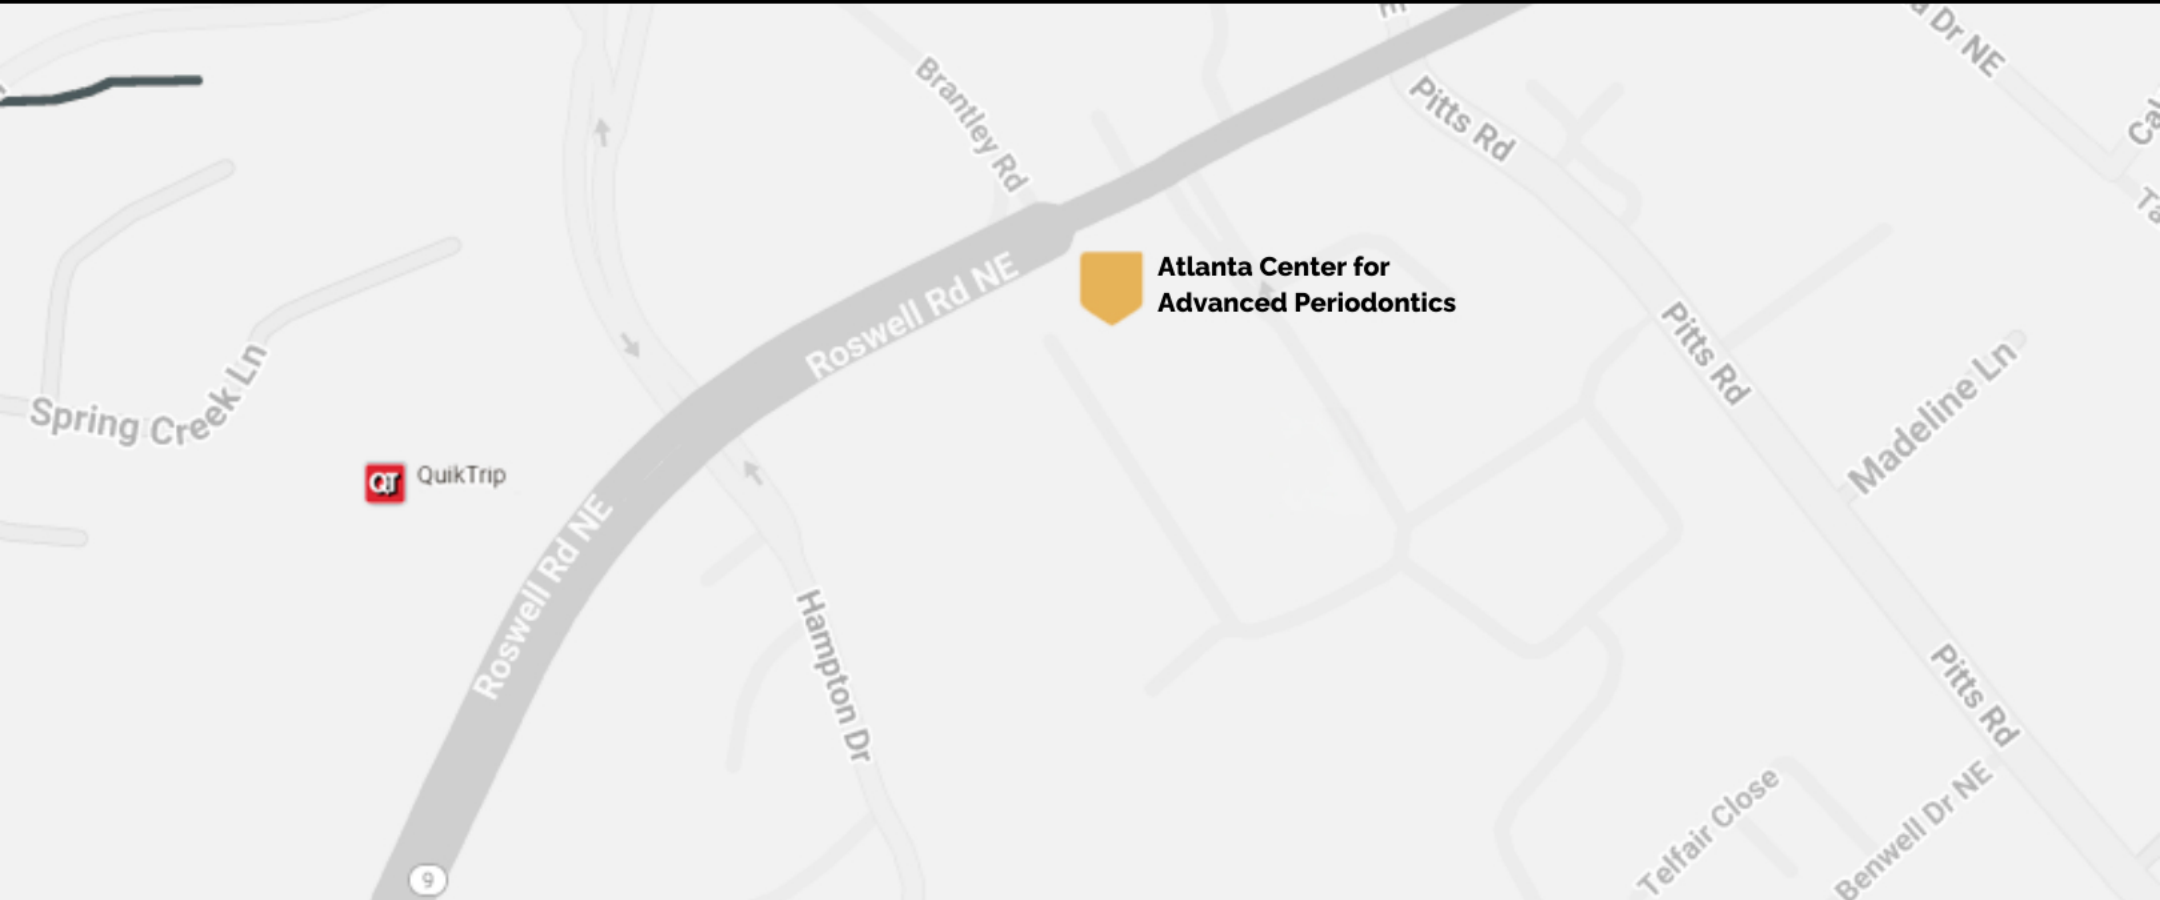 Dr NE
Brantley Rd
Pitts Rd
Roswell Rd NE
Atlanta Center for
Advanced Periodontics
Pitts Rd
Madeline Ln
Spring Creek Ln
QT
QuikTrip
Roswell Rd NE
Hampton Dr
Pitts Rd
Telfair Close
Benwell Dr NE
9